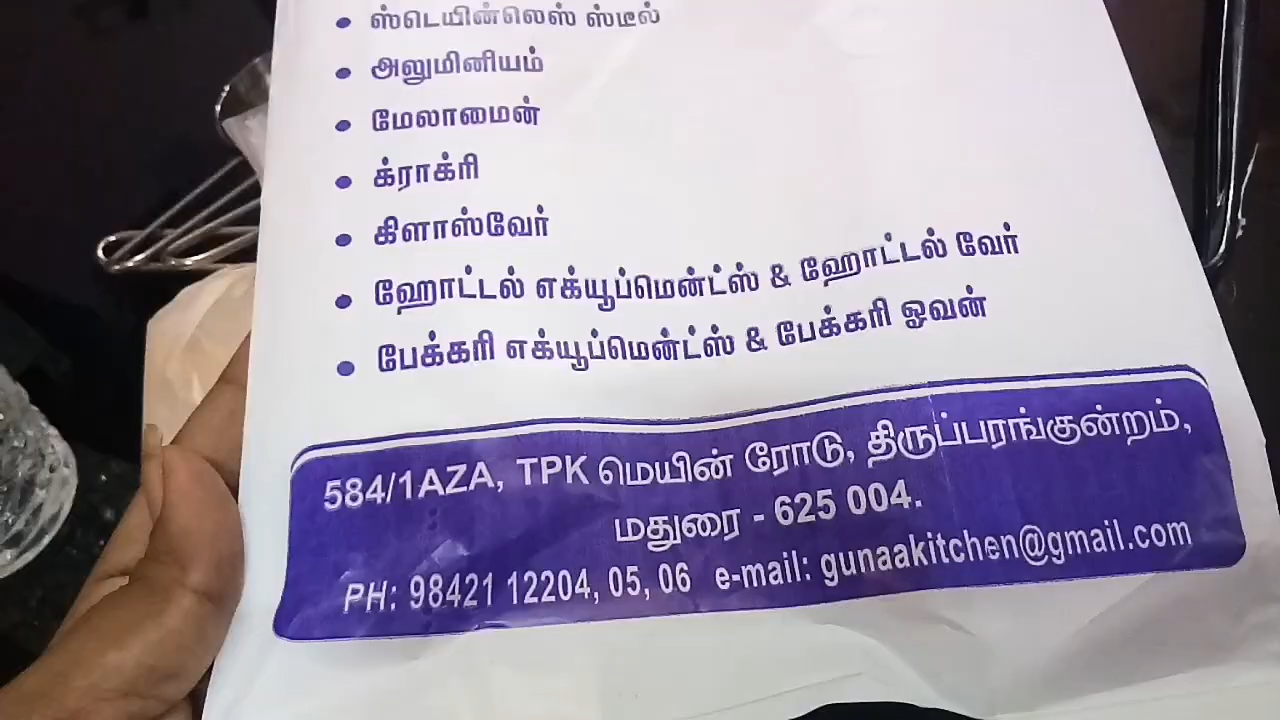 • ஸ்டெயின்லெஸ் ஸ்டீல்
• அலுமினியம்
• மேலாமைன்
• க்ராக்ரி
• கிளாஸ்வேர்
• ஹோட்டல் எக்யூப்மென்ட்ஸ் & ஹோட்டல் வேர்
• பேக்கரி எக்யூப்மென்ட்ஸ் & பேக்கரி ஓவன்
584/1AZA, TPK மெயின் ரோடு, திருப்பரங்குன்றம்,
மதுரை - 625 004.
PH: 98421 12204, 05, 06 e-mail: gunaakitchen@gmail.com